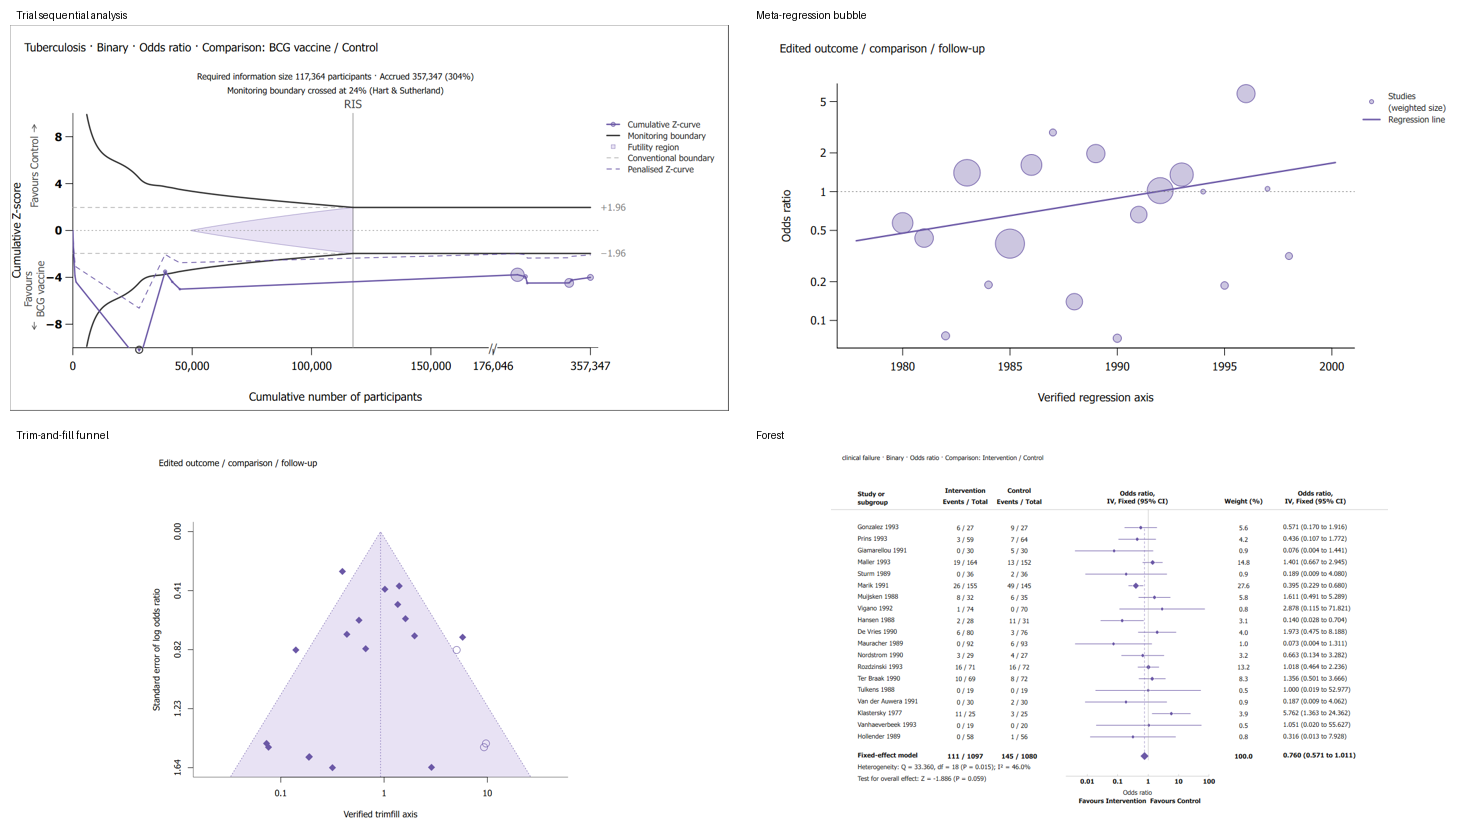 Trial sequential analysis
Tuberculosis · Binary · Odds ratio · Comparison: BCG vaccine / Control
Required information size 117,364 participants · Accrued 357,347 (304%)
Monitoring boundary crossed at 24% (Hart & Sutherland)
RIS
Cumulative Z-score
Favours Control →
← Favours
BCG vaccine
8
4
0
−4
−8
+1.96
−1.96
0
50,000
100,000
150,000
176,046
357,347
Cumulative number of participants
Cumulative Z-curve
Monitoring boundary
Futility region
Conventional boundary
Penalised Z-curve
Meta-regression bubble
Edited outcome / comparison / follow-up
Odds ratio
5
2
1
0.5
0.2
0.1
1980
1985
1990
1995
2000
Verified regression axis
Studies
(weighted size)
Regression line
Trim-and-fill funnel
Edited outcome / comparison / follow-up
Standard error of log odds ratio
0.00
0.41
0.82
1.23
1.64
0.1
1
10
Verified trimfill axis
Forest
clinical failure · Binary · Odds ratio · Comparison: Intervention / Control
Study or
subgroup
Intervention
Events / Total
Control
Events / Total
Odds ratio,
IV, Fixed (95% CI)
Weight (%)
Odds ratio,
IV, Fixed (95% CI)
Gonzalez 1993 6 / 27 9 / 27 5.6 0.571 (0.170 to 1.916)
Prins 1993 3 / 59 7 / 64 4.2 0.436 (0.107 to 1.772)
Giamarellou 1991 0 / 30 5 / 30 0.9 0.076 (0.004 to 1.441)
Maller 1993 19 / 164 13 / 152 14.8 1.401 (0.667 to 2.945)
Sturm 1989 0 / 36 2 / 36 0.9 0.189 (0.009 to 4.080)
Marik 1991 26 / 155 49 / 145 27.6 0.395 (0.229 to 0.680)
Muijsken 1988 8 / 32 6 / 35 5.8 1.611 (0.491 to 5.289)
Vigano 1992 1 / 74 0 / 70 0.8 2.878 (0.115 to 71.821)
Hansen 1988 2 / 28 11 / 31 3.1 0.140 (0.028 to 0.704)
De Vries 1990 6 / 80 3 / 76 4.0 1.973 (0.475 to 8.188)
Mauracher 1989 0 / 92 6 / 93 0.9 0.073 (0.004 to 1.311)
Nordstrom 1990 3 / 29 4 / 27 3.2 0.663 (0.134 to 3.282)
Rozdzinski 1993 16 / 71 16 / 72 13.2 1.018 (0.464 to 2.236)
Ter Braak 1990 10 / 69 8 / 72 8.3 1.356 (0.501 to 3.666)
Tulkens 1988 0 / 19 0 / 19 0.5 1.000 (0.019 to 52.977)
Van der Auwera 1991 0 / 30 2 / 30 0.9 0.187 (0.009 to 4.062)
Klastersky 1977 11 / 25 3 / 25 3.9 5.762 (1.363 to 24.362)
Vanhaeverbeek 1993 0 / 19 0 / 20 0.5 1.051 (0.020 to 55.627)
Hollender 1989 0 / 58 1 / 56 0.8 0.316 (0.013 to 7.928)
Fixed-effect model 111 / 1097 145 / 1080 100.0 0.760 (0.571 to 1.011)
Heterogeneity: Q = 33.360, df = 18 (P = 0.015); I² = 46.0%
Test for overall effect: Z = -1.886 (P = 0.059)
0.01
0.1
1
10
100
Odds ratio
Favours Intervention Favours Control